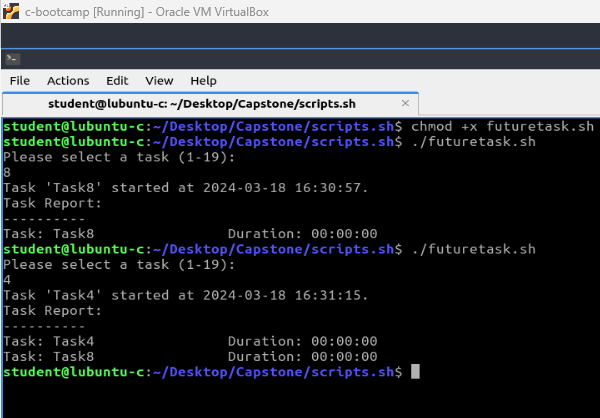 c-bootcamp [Running] - Oracle VM VirtualBox
File Actions Edit View Help
student@lubuntu-c: ~/Desktop/Capstone/scripts.sh ×
student@lubuntu-c:~/Desktop/Capstone/scripts.sh$ chmod +x futuretask.sh
student@lubuntu-c:~/Desktop/Capstone/scripts.sh$ ./futuretask.sh
Please select a task (1-19):
8
Task 'Task8' started at 2024-03-18 16:30:57.
Task Report:
----------
Task: Task8 Duration: 00:00:00
student@lubuntu-c:~/Desktop/Capstone/scripts.sh$ ./futuretask.sh
Please select a task (1-19):
4
Task 'Task4' started at 2024-03-18 16:31:15.
Task Report:
----------
Task: Task4 Duration: 00:00:00
Task: Task8 Duration: 00:00:00
student@lubuntu-c:~/Desktop/Capstone/scripts.sh$